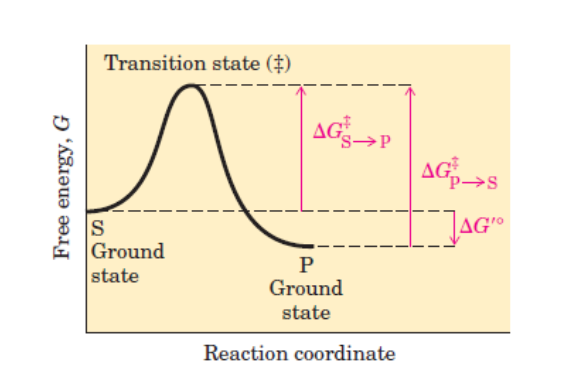 Transition state (‡)
Free energy, G
ΔG‡S→P
ΔG‡P→S
ΔG′°
S
Ground
state
P
Ground
state
Reaction coordinate